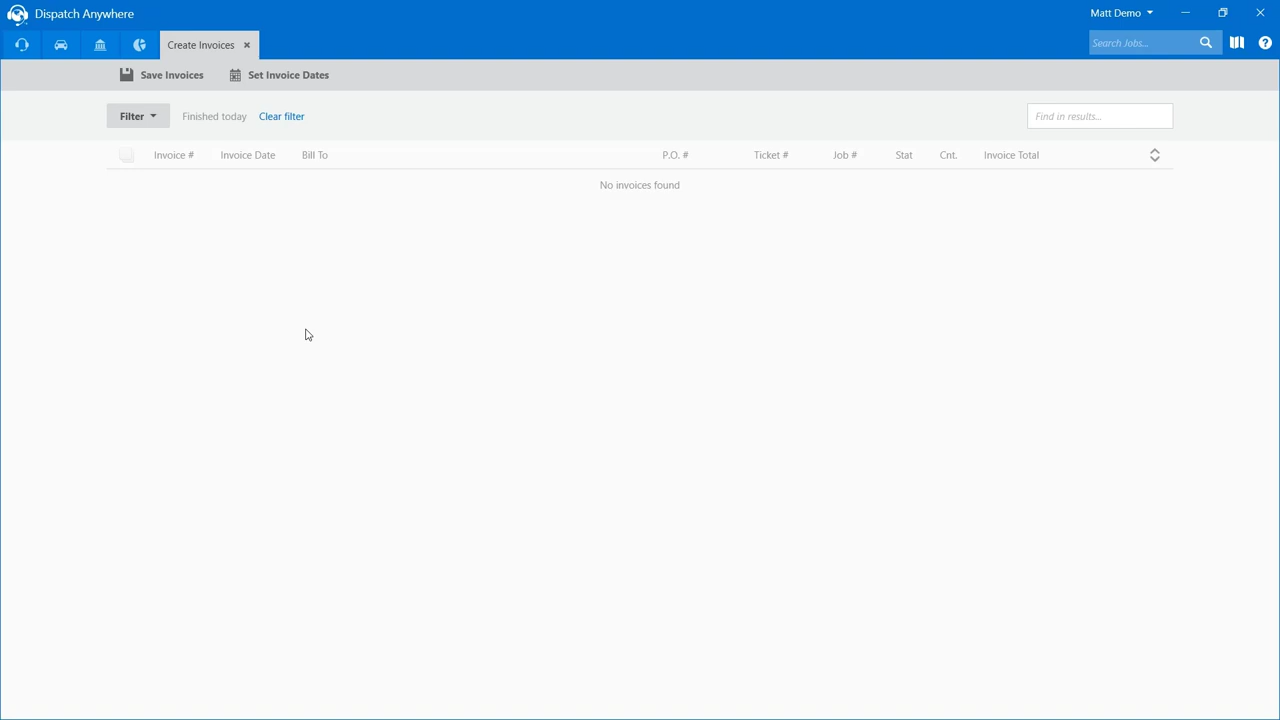 Dispatch Anywhere
Matt Demo
Create Invoices
Search Jobs...
Save Invoices
Set Invoice Dates
Filter
Finished today
Clear filter
Find in results...
Invoice # Invoice Date Bill To P.O. # Ticket # Job # Stat Cnt. Invoice Total
No invoices found